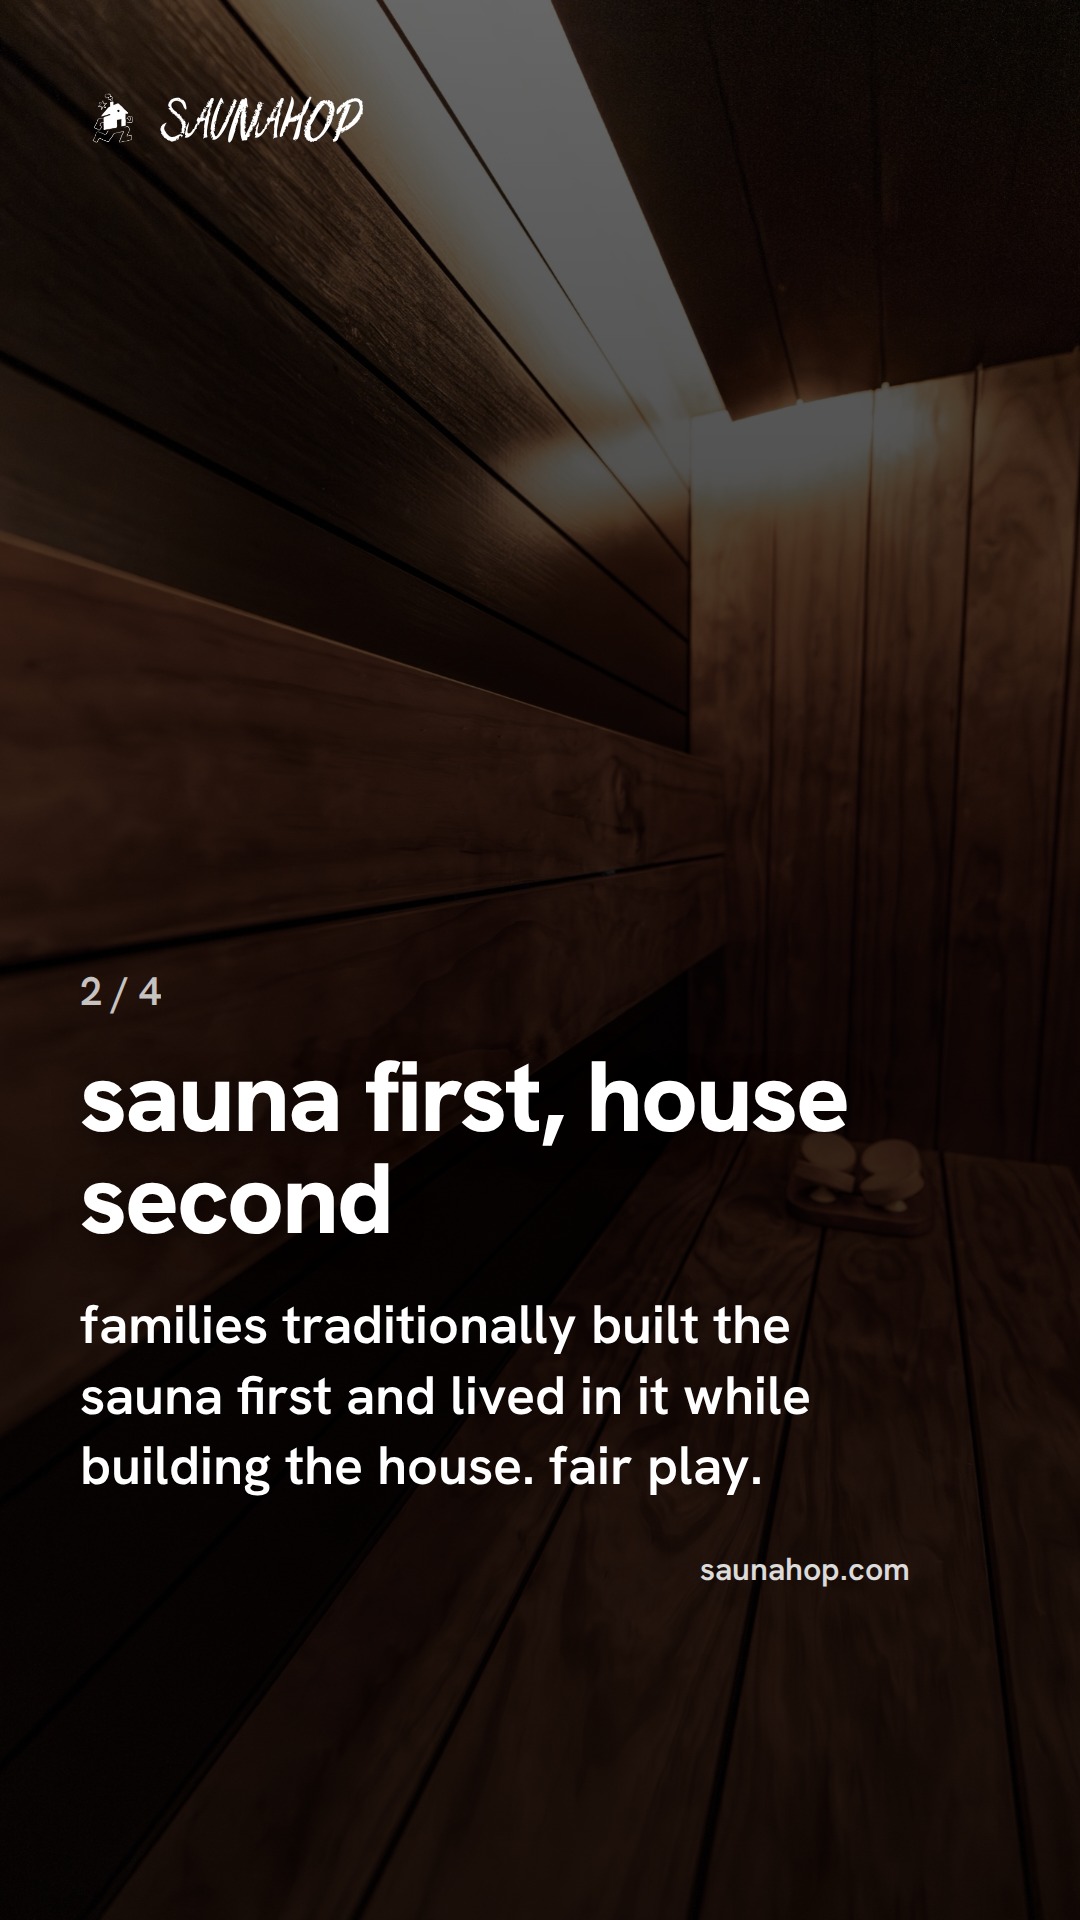 SAUNAHOP
2 / 4
sauna first, house
second
families traditionally built the
sauna first and lived in it while
building the house. fair play.
saunahop.com